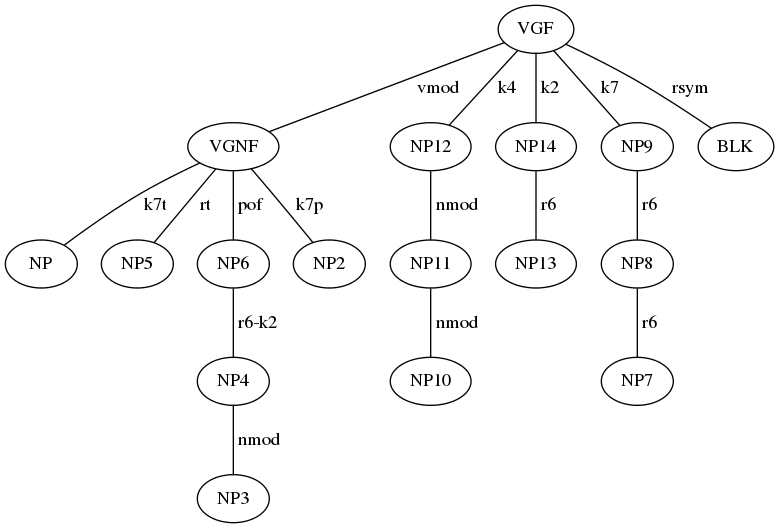 VGF
vmod k4 k2 k7 rsym
VGNF NP12 NP14 NP9 BLK
k7t rt pof k7p nmod r6 r6
NP NP5 NP6 NP2 NP11 NP13 NP8
r6-k2 nmod r6
NP4 NP10 NP7
nmod
NP3